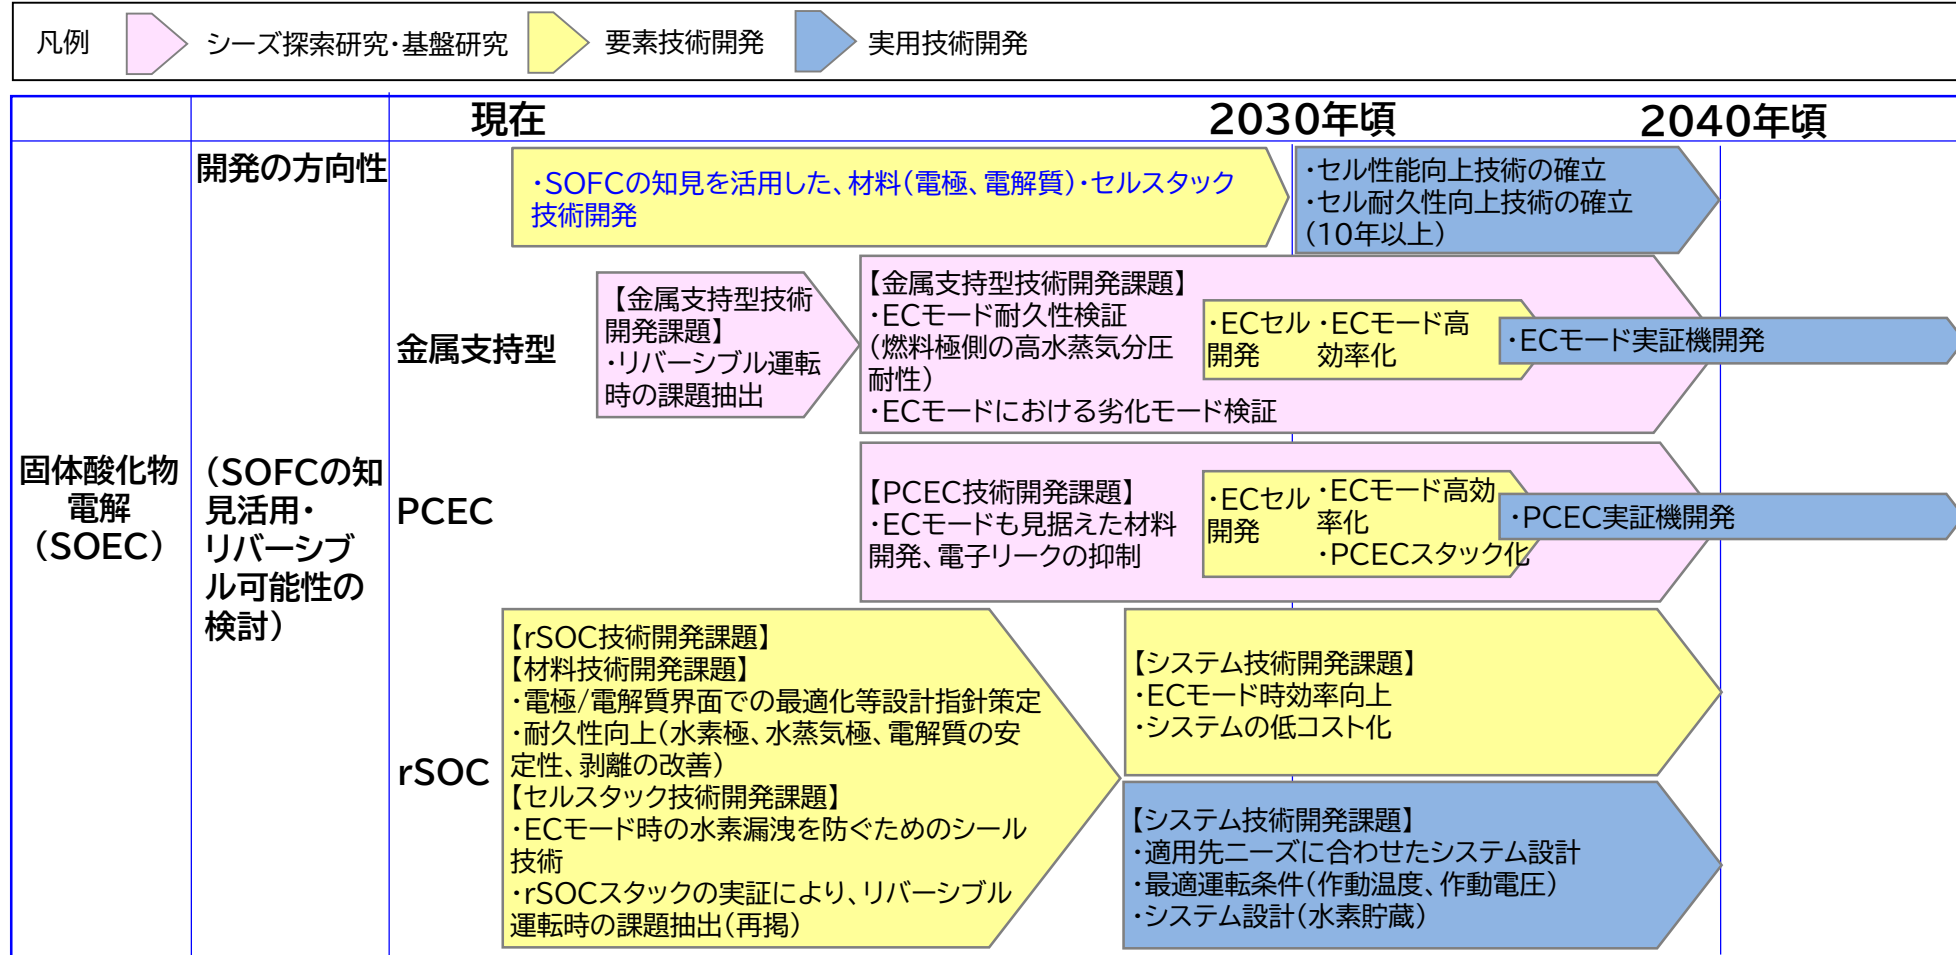 凡例
シーズ探索研究・基盤研究
要素技術開発
実用技術開発
現在
2030年頃
2040年頃
固体酸化物
電解
（SOEC）
開発の方向性
（SOFCの知
見活用・
リバーシブ
ル可能性の
検討）
・SOFCの知見を活用した、材料（電極、電解質）・セルスタック
技術開発
・セル性能向上技術の確立
・セル耐久性向上技術の確立
（10年以上）
金属支持型
【金属支持型技術
開発課題】
・リバーシブル運転
時の課題抽出
【金属支持型技術開発課題】
・ECモード耐久性検証
（燃料極側の高水蒸気分圧
耐性）
・ECモードにおける劣化モード検証
・ECセル
開発
・ECモード高
効率化
・ECモード実証機開発
PCEC
【PCEC技術開発課題】
・ECモードも見据えた材料
開発、電子リークの抑制
・ECセル
開発
・ECモード高効
率化
・PCECスタック化
・PCEC実証機開発
rSOC
【rSOC技術開発課題】
【材料技術開発課題】
・電極/電解質界面での最適化等設計指針策定
・耐久性向上（水素極、水蒸気極、電解質の安
定性、剥離の改善）
【セルスタック技術開発課題】
・ECモード時の水素漏洩を防ぐためのシール
技術
・rSOCスタックの実証により、リバーシブル
運転時の課題抽出（再掲）
【システム技術開発課題】
・ECモード時効率向上
・システムの低コスト化
【システム技術開発課題】
・適用先ニーズに合わせたシステム設計
・最適運転条件（作動温度、作動電圧）
・システム設計（水素貯蔵）